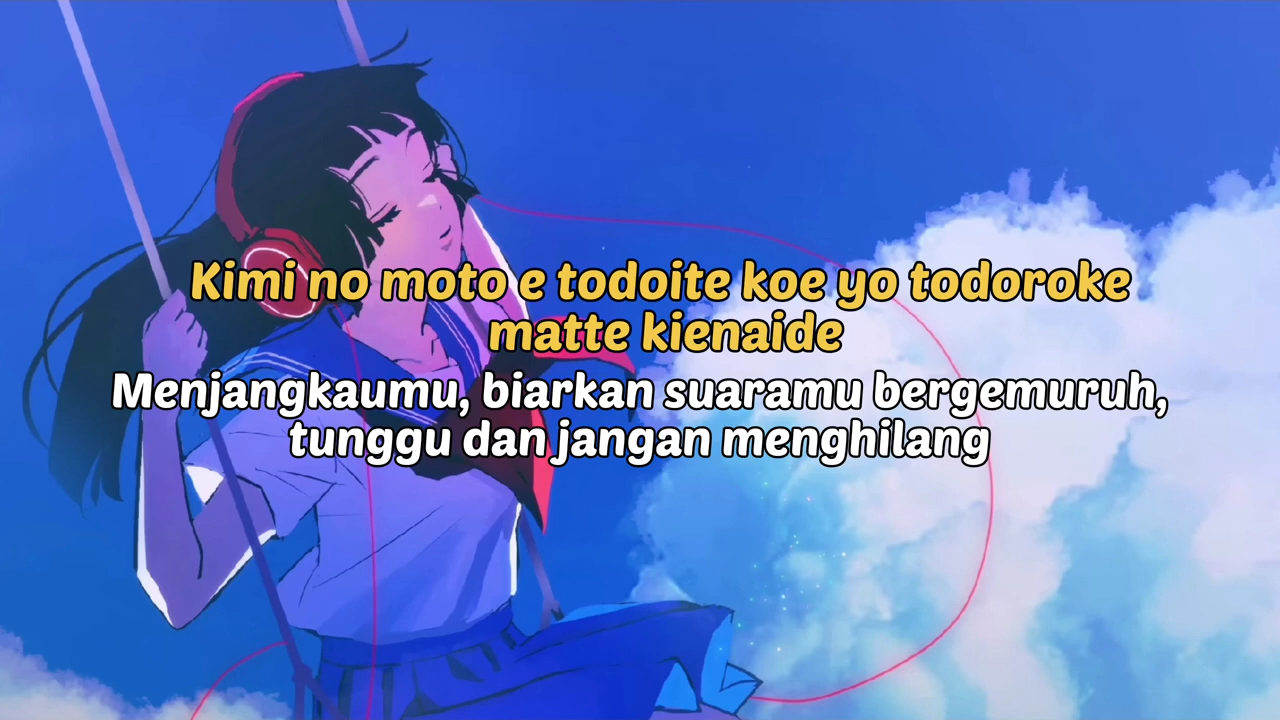 Kimi no moto e todoite koe yo todoroke
matte kienaide
Menjangkaumu, biarkan suaramu bergemuruh,
tunggu dan jangan menghilang